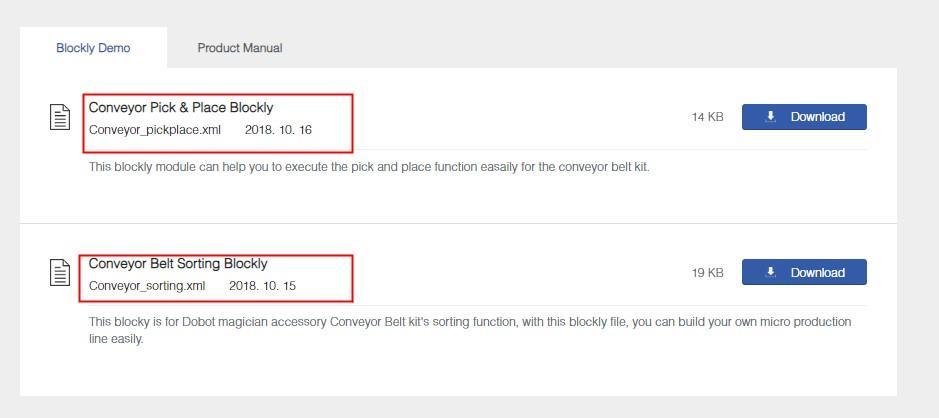 Blockly Demo
Product Manual
Conveyor Pick & Place Blockly
Conveyor_pickplace.xml 2018. 10. 16
14 KB
Download
This blockly module can help you to execute the pick and place function easaily for the conveyor belt kit.
Conveyor Belt Sorting Blockly
Conveyor_sorting.xml 2018. 10. 15
19 KB
Download
This blocky is for Dobot magician accessory Conveyor Belt kit's sorting function, with this blockly file, you can build your own micro production
line easily.